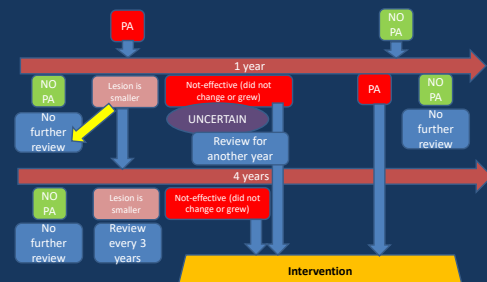 PA
NO
PA
1 year
NO
PA
Lesion is
smaller
Not-effective (did not
change or grew)
PA
NO
PA
No
further
review
UNCERTAIN
No
further
review
Review for
another year
4 years
NO
PA
Lesion is
smaller
Not-effective (did not
change or grew)
No
further
review
Review
every 3
years
Intervention